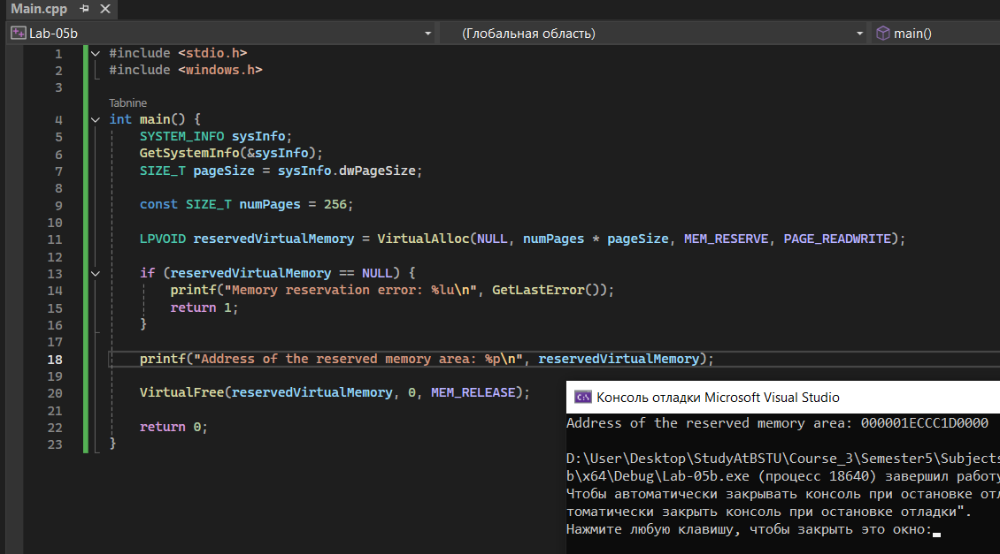 Main.cpp
Lab-05b (Глобальная область) main()
1 #include <stdio.h>
2 #include <windows.h>
3
Tabnine
4 int main() {
5 SYSTEM_INFO sysInfo;
6 GetSystemInfo(&sysInfo);
7 SIZE_T pageSize = sysInfo.dwPageSize;
8
9 const SIZE_T numPages = 256;
10
11 LPVOID reservedVirtualMemory = VirtualAlloc(NULL, numPages * pageSize, MEM_RESERVE, PAGE_READWRITE);
12
13 if (reservedVirtualMemory == NULL) {
14 printf("Memory reservation error: %lu\n", GetLastError());
15 return 1;
16 }
17
18 printf("Address of the reserved memory area: %p\n", reservedVirtualMemory);
19
20 VirtualFree(reservedVirtualMemory, 0, MEM_RELEASE);
21
22 return 0;
23 }
Консоль отладки Microsoft Visual Studio
Address of the reserved memory area: 000001ECCC1D0000
D:\User\Desktop\StudyAtBSTU\Course_3\Semester5\Subjects
b\x64\Debug\Lab-05b.exe (процесс 18640) завершил работу
Чтобы автоматически закрывать консоль при остановке отл
томатически закрыть консоль при остановке отладки".
Нажмите любую клавишу, чтобы закрыть это окно: